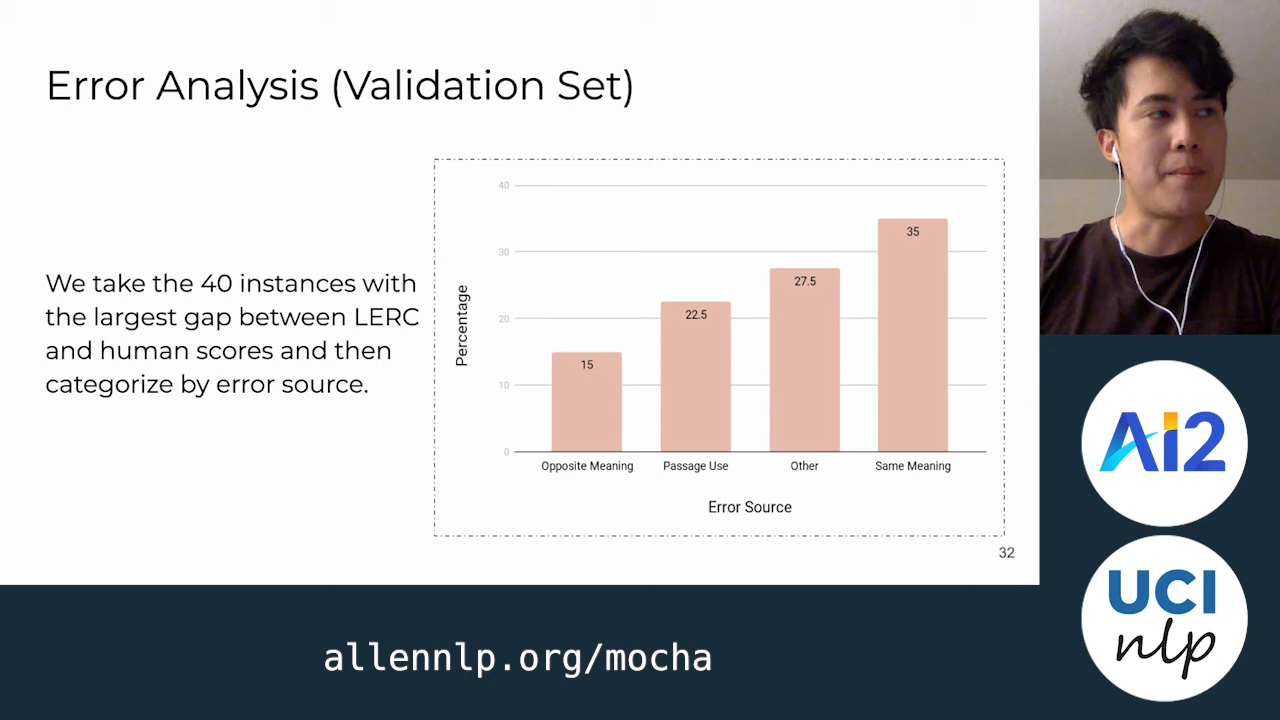 Error Analysis (Validation Set)
We take the 40 instances with
the largest gap between LERC
and human scores and then
categorize by error source.
Percentage
40
30
20
10
0
15
22.5
27.5
35
Opposite Meaning
Passage Use
Other
Same Meaning
Error Source
32
Ai2
UCI
nlp
allennlp.org/mocha